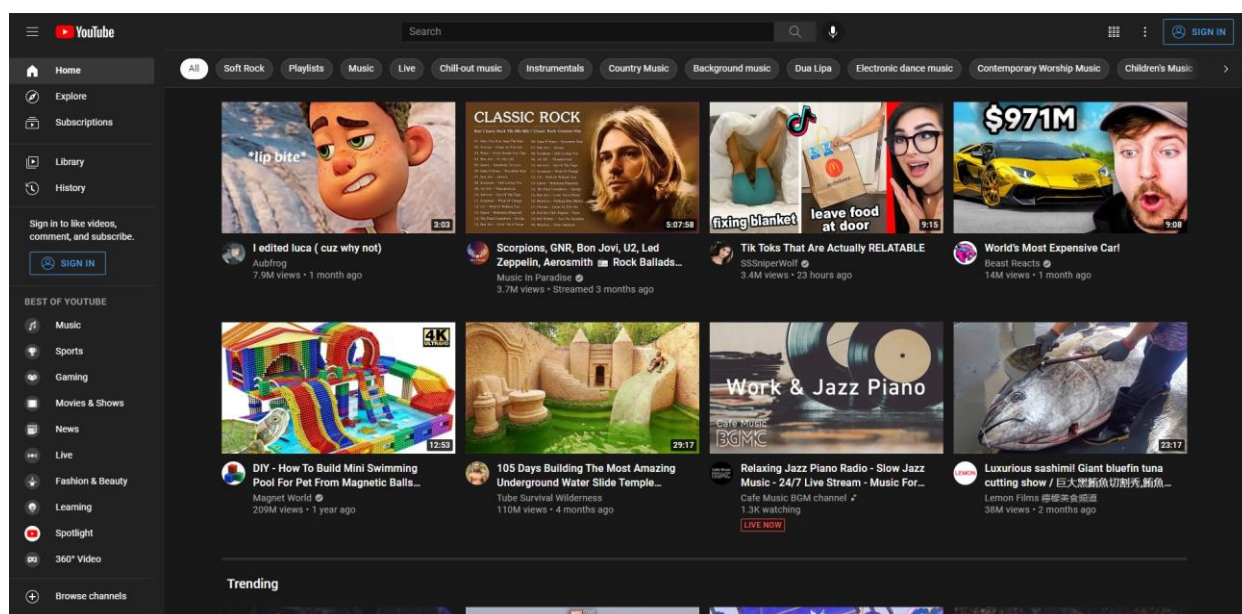 YouTube
Search
SIGN IN
Home
Explore
Subscriptions
Library
History
Sign in to like videos,
comment, and subscribe.
SIGN IN
BEST OF YOUTUBE
Music
Sports
Gaming
Movies & Shows
News
Live
Fashion & Beauty
Learning
Spotlight
360° Video
Browse channels
All
Soft Rock
Playlists
Music
Live
Chill-out music
Instrumentals
Country Music
Background music
Dua Lipa
Electronic dance music
Contemporary Worship Music
Children's Music
*lip bite*
3:03
I edited luca ( cuz why not)
Aubfrog
7.9M views • 1 month ago
CLASSIC ROCK
5:07:58
Scorpions, GNR, Bon Jovi, U2, Led
Zeppelin, Aerosmith 📼 Rock Ballads...
Music In Paradise
3.7M views • Streamed 3 months ago
fixing blanket
leave food
at door
9:15
Tik Toks That Are Actually RELATABLE
SSSniperWolf
3.4M views • 23 hours ago
$971M
9:08
World's Most Expensive Car!
Beast Reacts
14M views • 1 month ago
4K
ULTRAHD
12:53
DIY - How To Build Mini Swimming
Pool For Pet From Magnetic Balls...
Magnet World
209M views • 1 year ago
29:17
105 Days Building The Most Amazing
Underground Water Slide Temple...
Tube Survival Wilderness
110M views • 4 months ago
Work & Jazz Piano
Cafe Music
BGMC
Relaxing Jazz Piano Radio - Slow Jazz
Music - 24/7 Live Stream - Music For...
Cafe Music BGM channel
1.3K watching
LIVE NOW
23:17
LEMON
Luxurious sashimi! Giant bluefin tuna
cutting show / 巨大黑鮪魚切割秀,鮪魚...
Lemon Films 檸檬美食頻道
38M views • 2 months ago
Trending